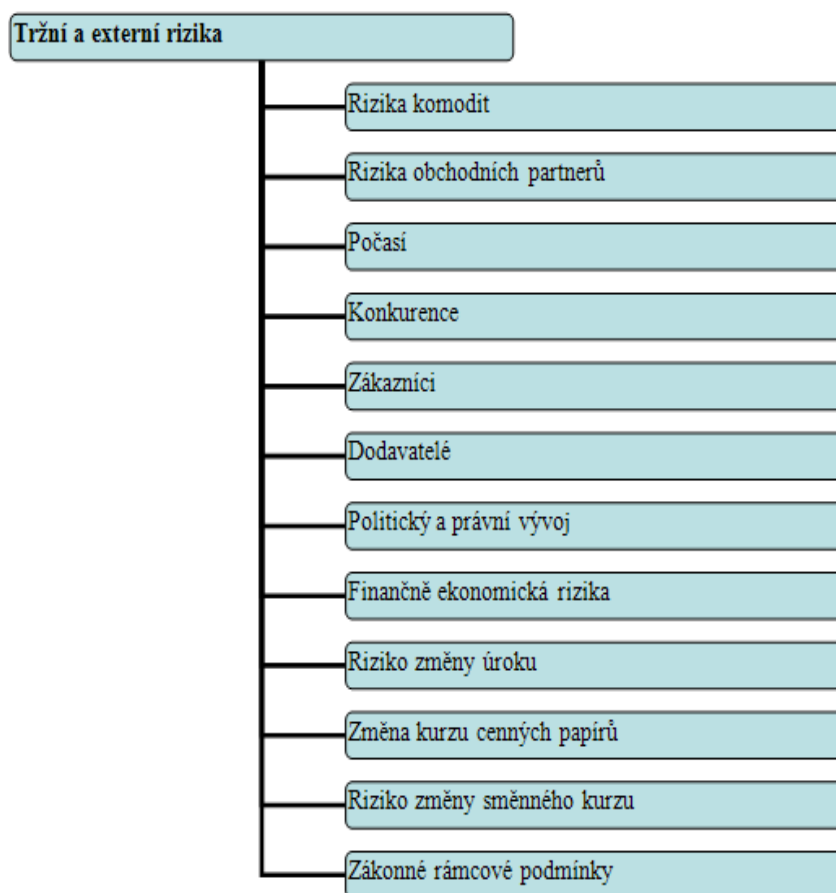 Tržní a externí rizika
Rizika komodit
Rizika obchodních partnerů
Počasí
Konkurence
Zákazníci
Dodavatelé
Politický a právní vývoj
Finančně ekonomická rizika
Riziko změny úroku
Změna kurzu cenných papírů
Riziko změny směnného kurzu
Zákonné rámcové podmínky